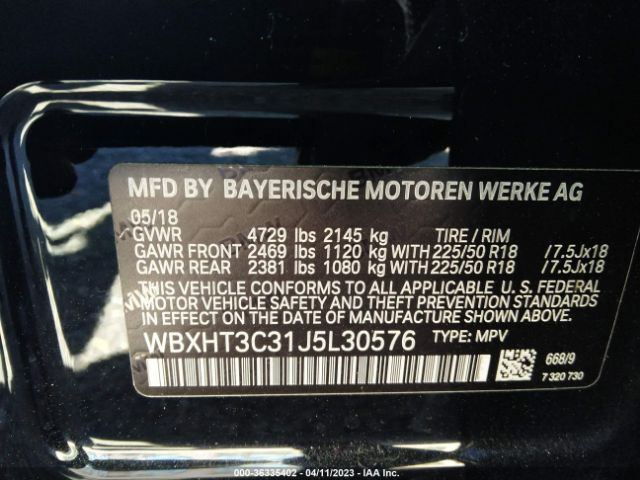 MFD BY BAYERISCHE MOTOREN WERKE AG
05/18
GVWR 4729 lbs 2145 kg TIRE / RIM
GAWR FRONT 2469 lbs 1120 kg WITH 225/50 R18 /7.5Jx18
GAWR REAR 2381 lbs 1080 kg WITH 225/50 R18 /7.5Jx18
THIS VEHICLE CONFORMS TO ALL APPLICABLE U. S. FEDERAL
MOTOR VEHICLE SAFETY AND THEFT PREVENTION STANDARDS
IN EFFECT ON THE DATE OF MANUFACTURE SHOWN ABOVE.
WBXHT3C31J5L30576 TYPE: MPV
668/9
7 320 730
© - 36335402 - 04/11/2023 - IAA Inc.